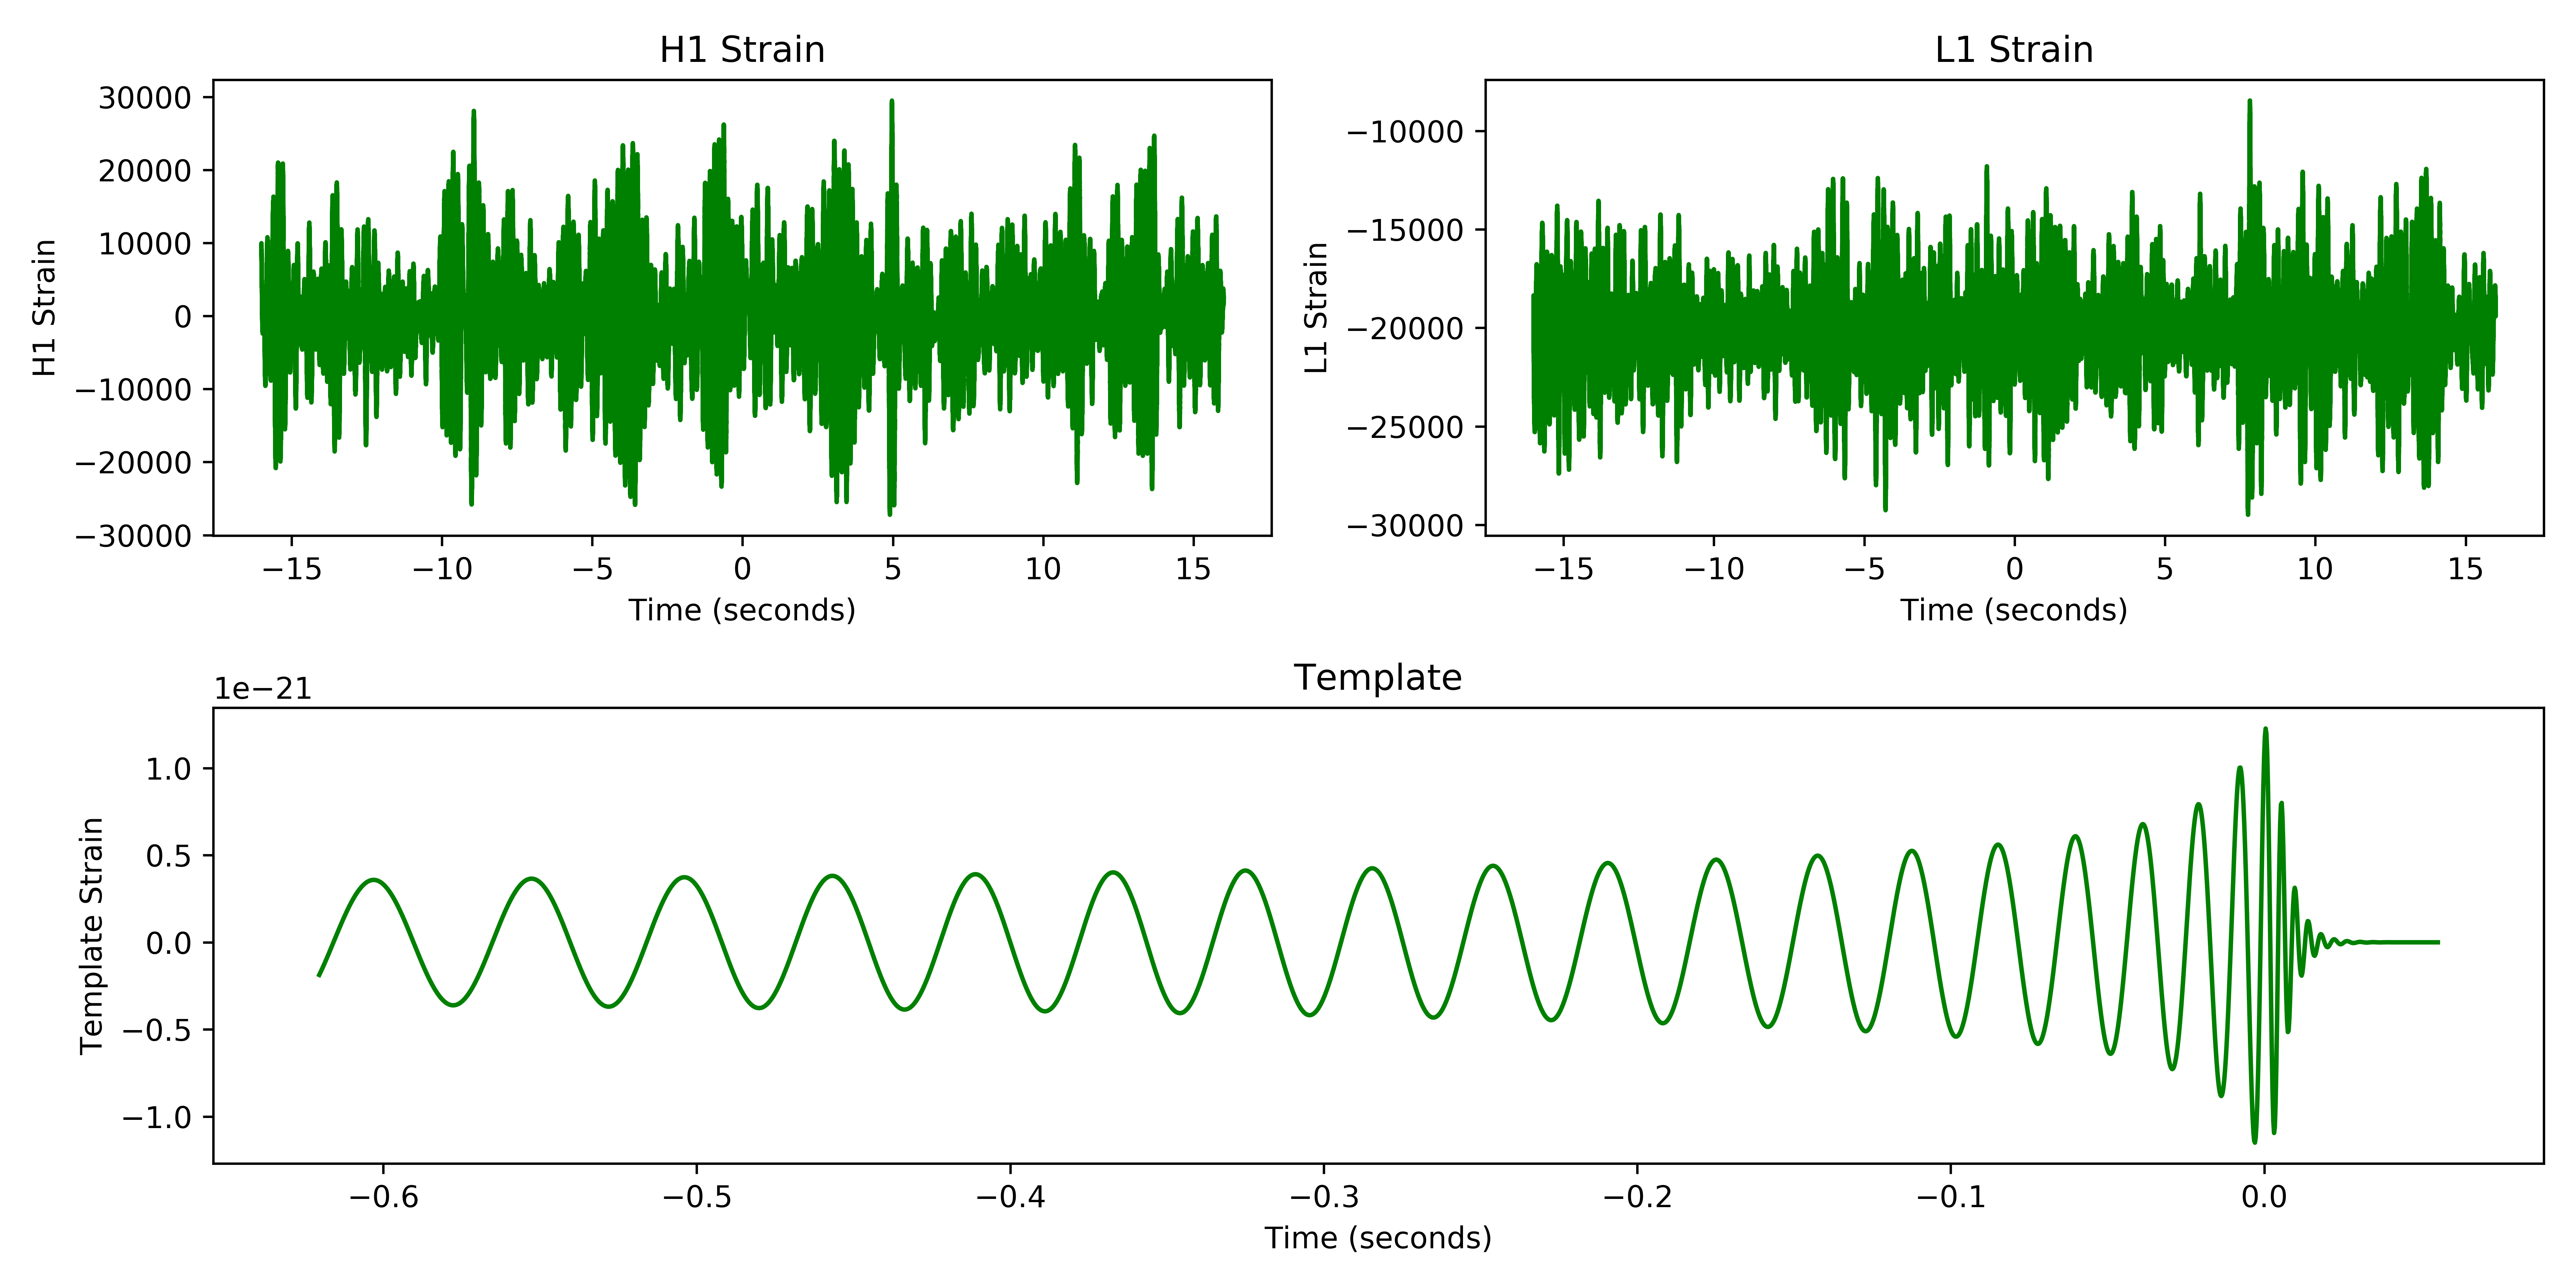 H1 Strain
30000
20000
10000
0
−10000
−20000
−30000
H1 Strain
−15 −10 −5 0 5 10 15
Time (seconds)
L1 Strain
−10000
−15000
−20000
−25000
−30000
L1 Strain
−15 −10 −5 0 5 10 15
Time (seconds)
Template
1e−21
1.0
0.5
0.0
−0.5
−1.0
Template Strain
−0.6 −0.5 −0.4 −0.3 −0.2 −0.1 0.0
Time (seconds)